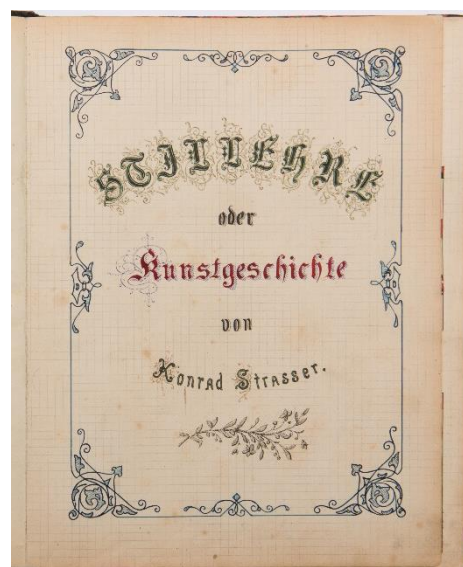 STILLEHRE
oder
Kunstgeschichte
von
Konrad Strasser.